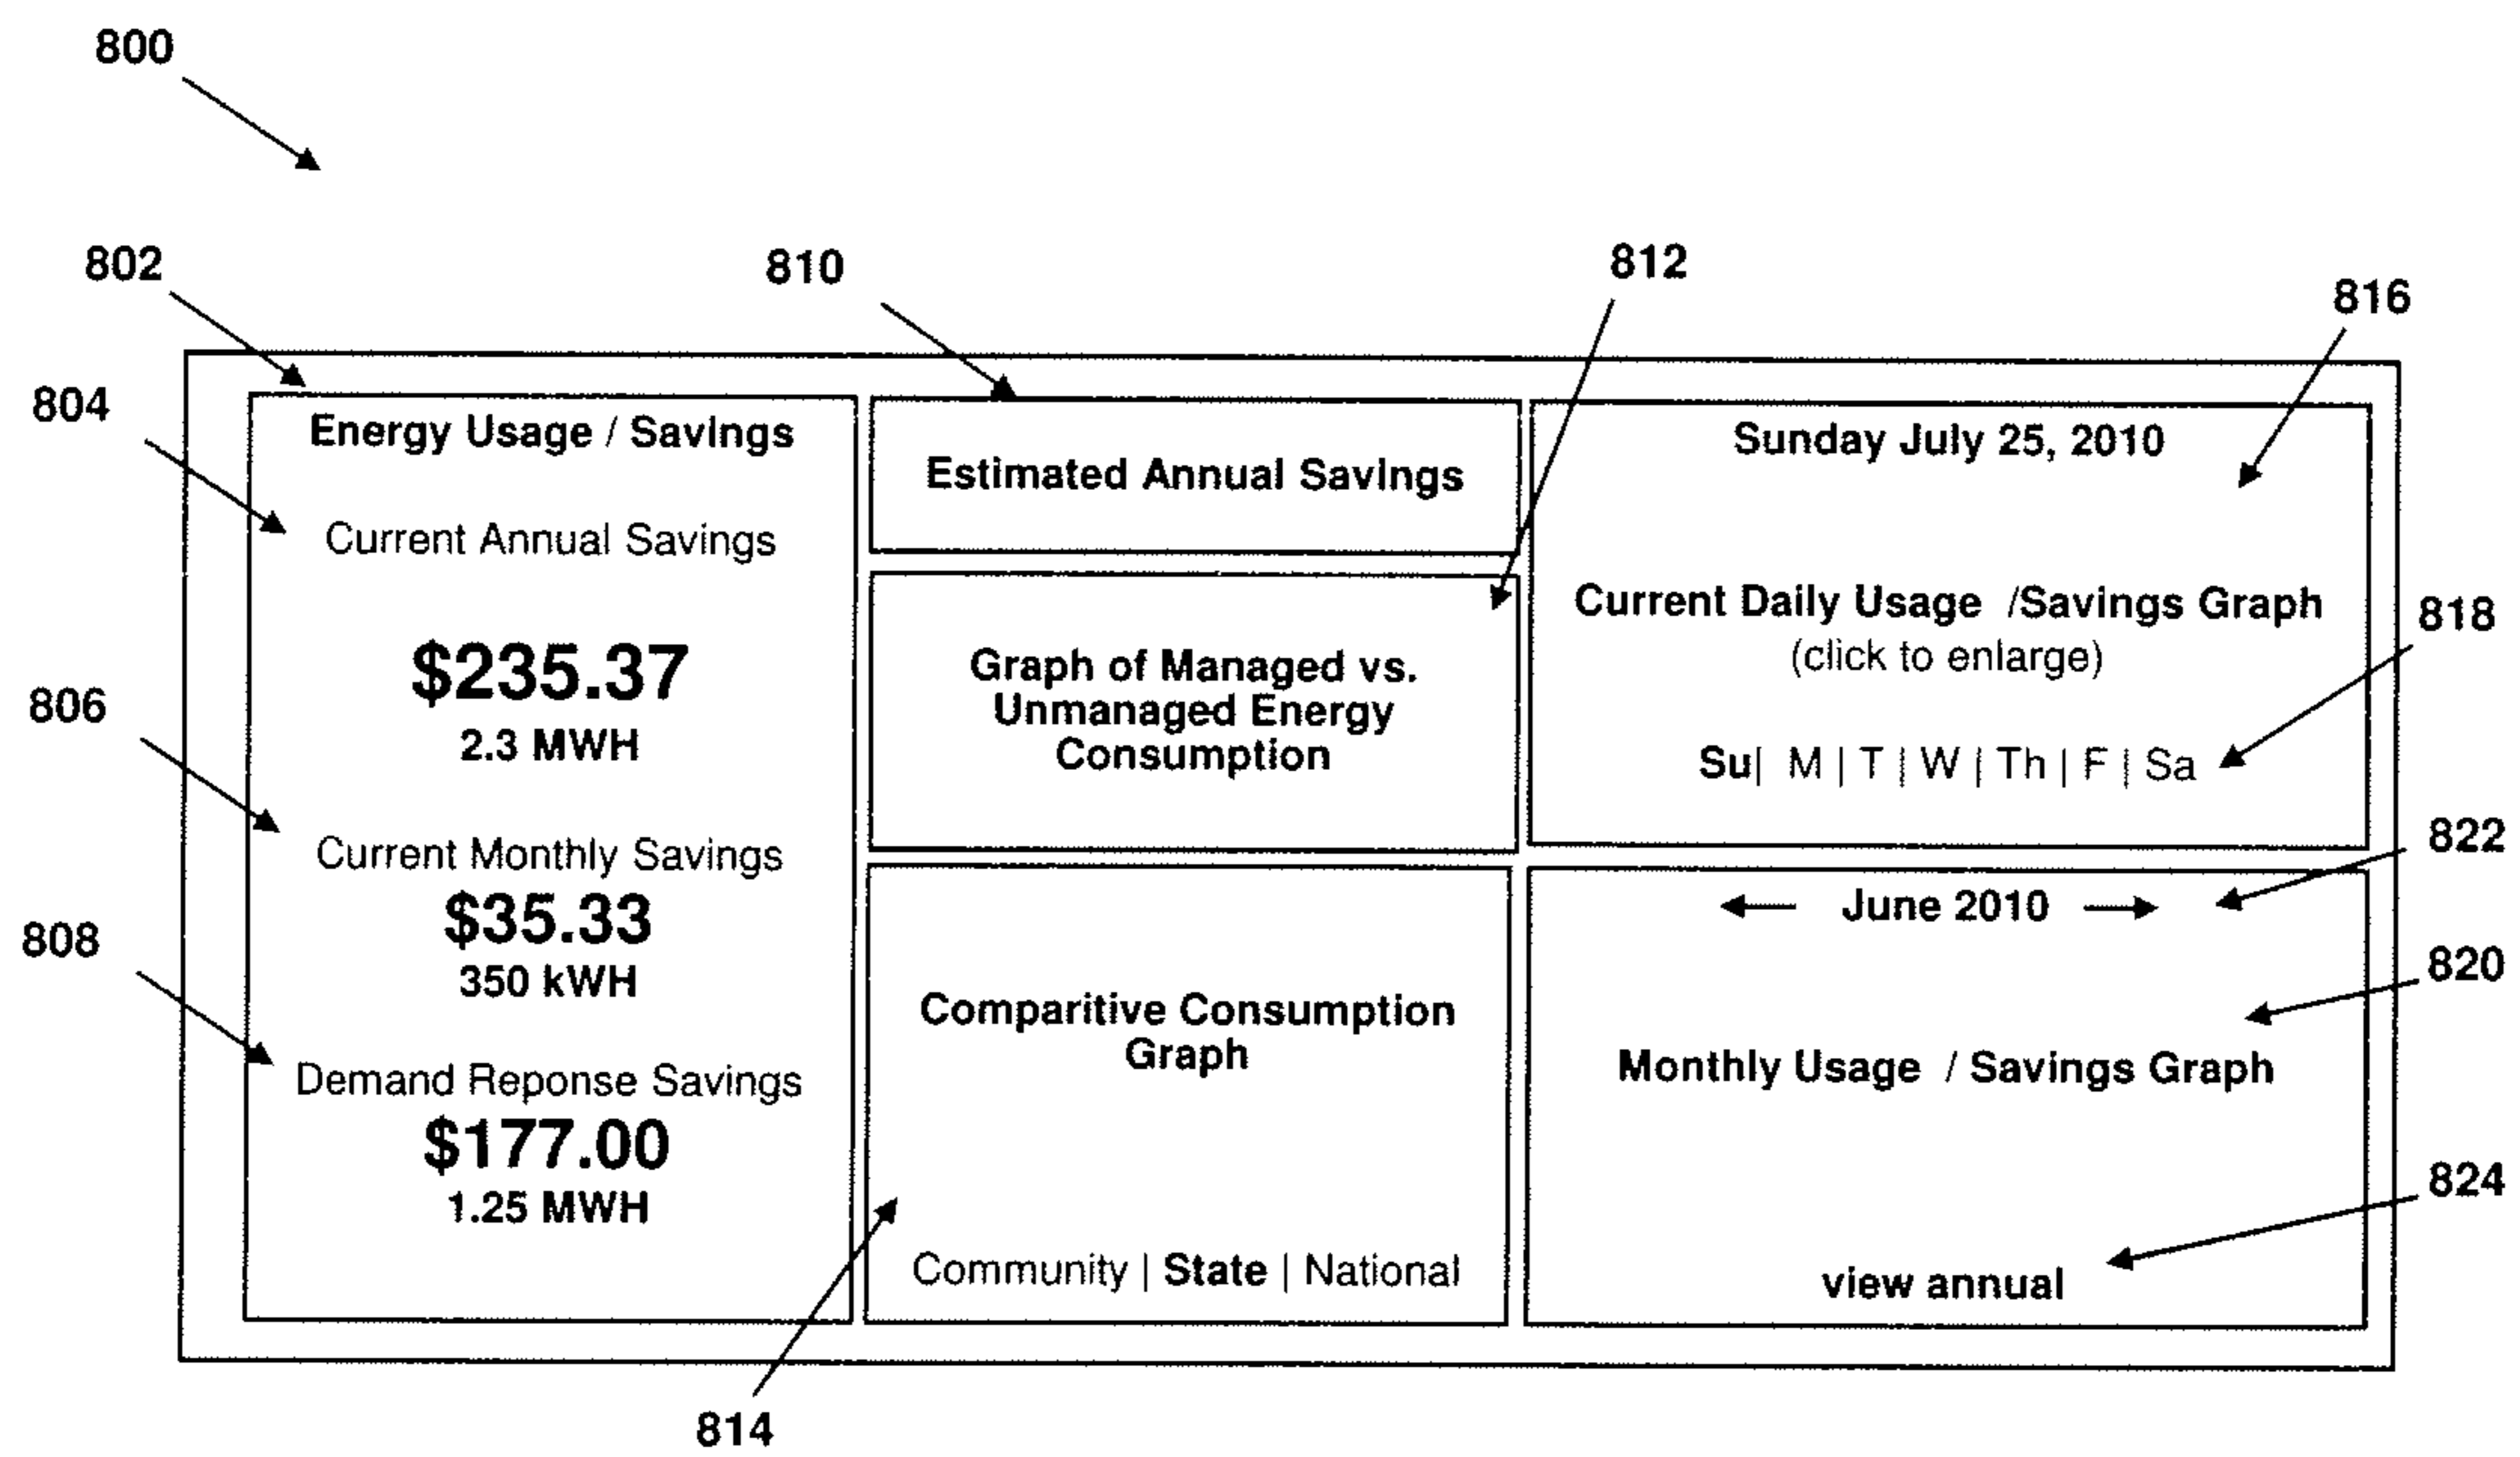 800
802
810
812
816
804
Energy Usage / Savings
Current Annual Savings
$235.37
2.3 MWH
806
Current Monthly Savings
$35.33
350 kWH
808
Demand Reponse Savings
$177.00
1.25 MWH
Estimated Annual Savings
Graph of Managed vs.
Unmanaged Energy
Consumption
Comparitive Consumption
Graph
Community | State | National
814
Sunday July 25, 2010
Current Daily Usage /Savings Graph
(click to enlarge)
818
Su| M | T | W | Th | F | Sa
822
← June 2010 →
820
Monthly Usage / Savings Graph
824
view annual